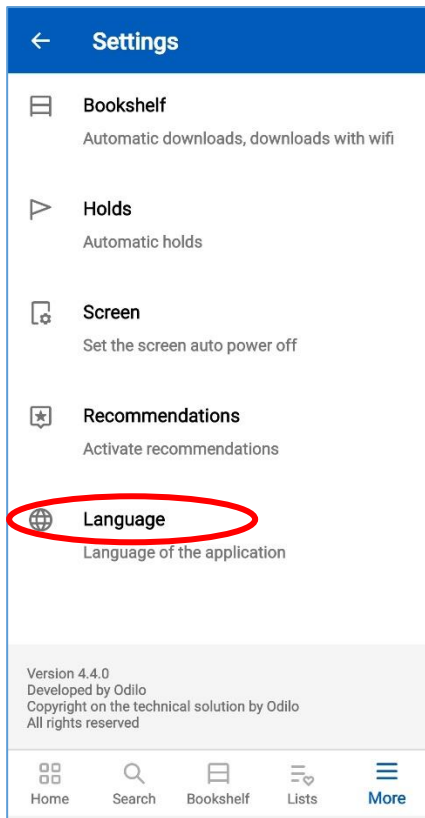 Settings
Bookshelf
Automatic downloads, downloads with wifi
Holds
Automatic holds
Screen
Set the screen auto power off
Recommendations
Activate recommendations
Language
Language of the application
Version 4.4.0
Developed by Odilo
Copyright on the technical solution by Odilo
All rights reserved
Home Search Bookshelf Lists More